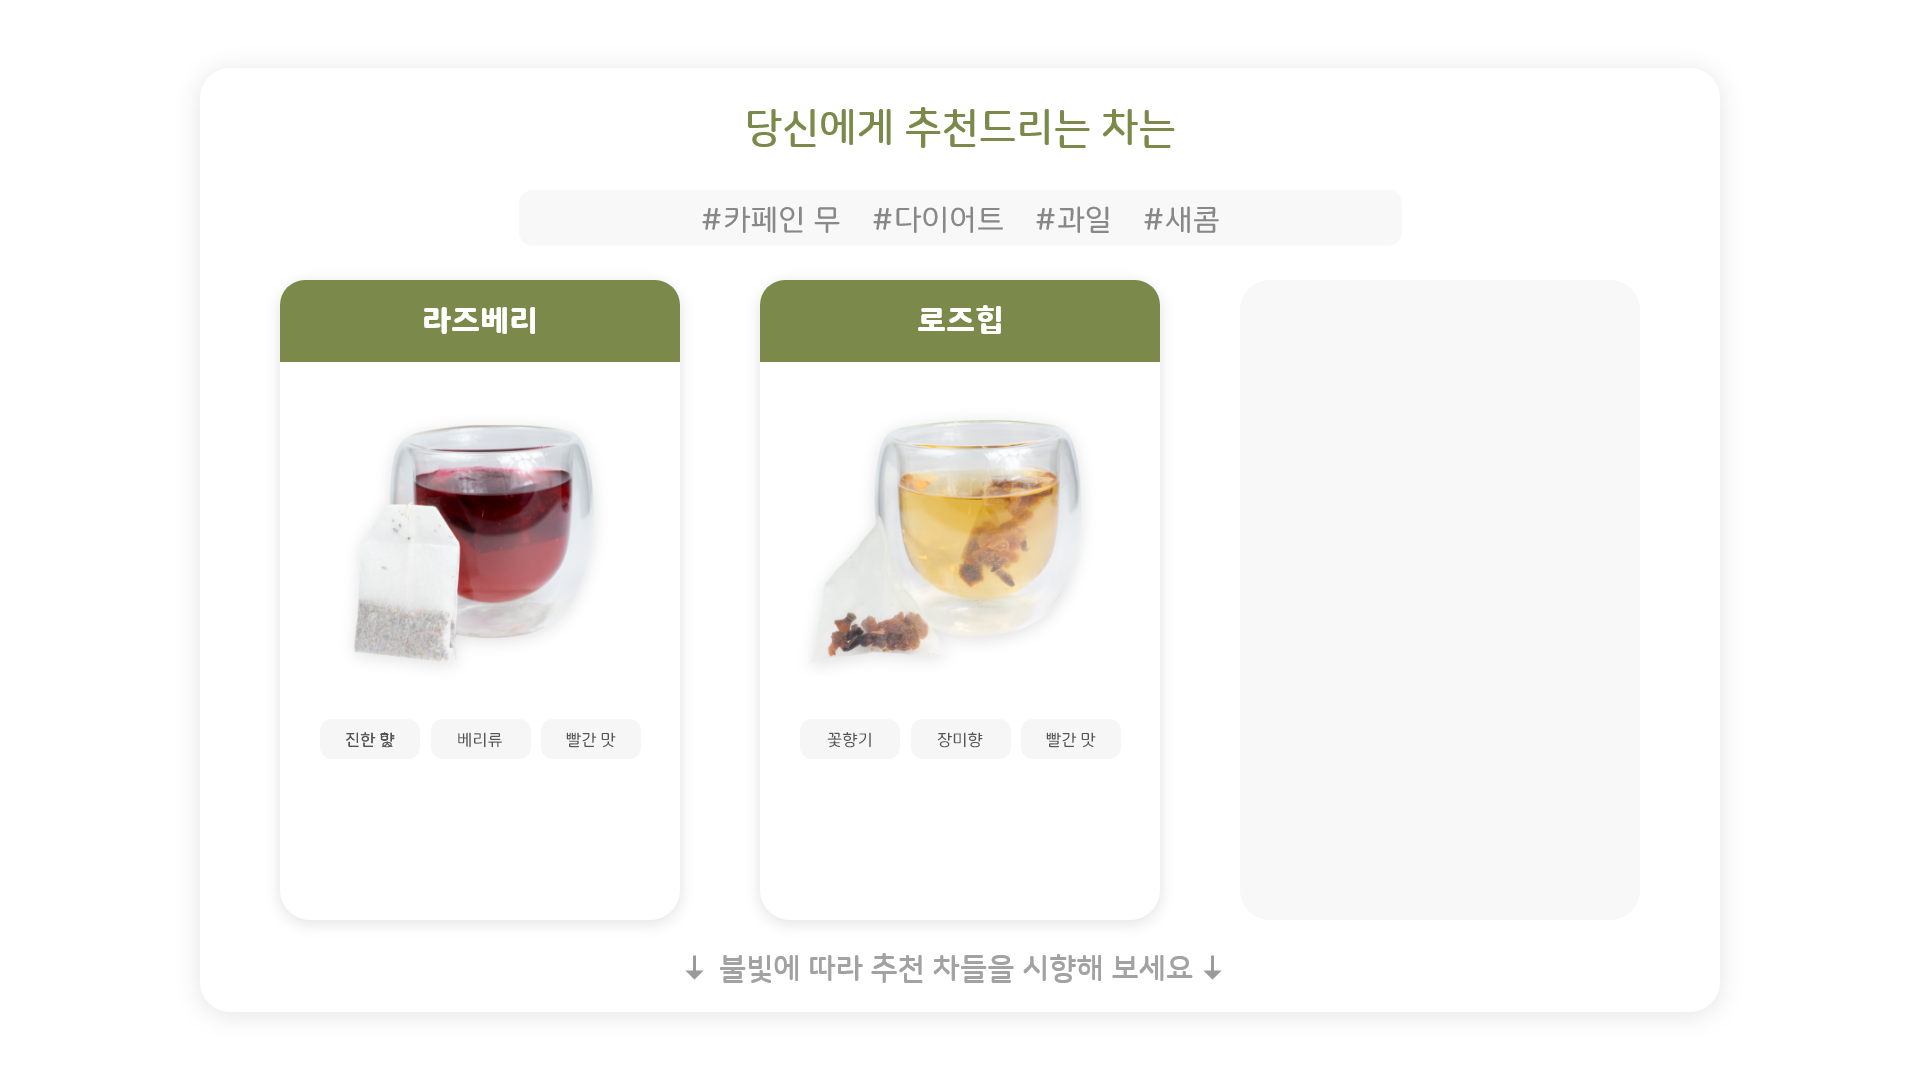 당신에게 추천드리는 차는
#카페인 무 #다이어트 #과일 #새콤
라즈베리
로즈힙
진한 향
베리류
빨간 맛
꽃향기
장미향
빨간 맛
↓ 불빛에 따라 추천 차들을 시향해 보세요 ↓